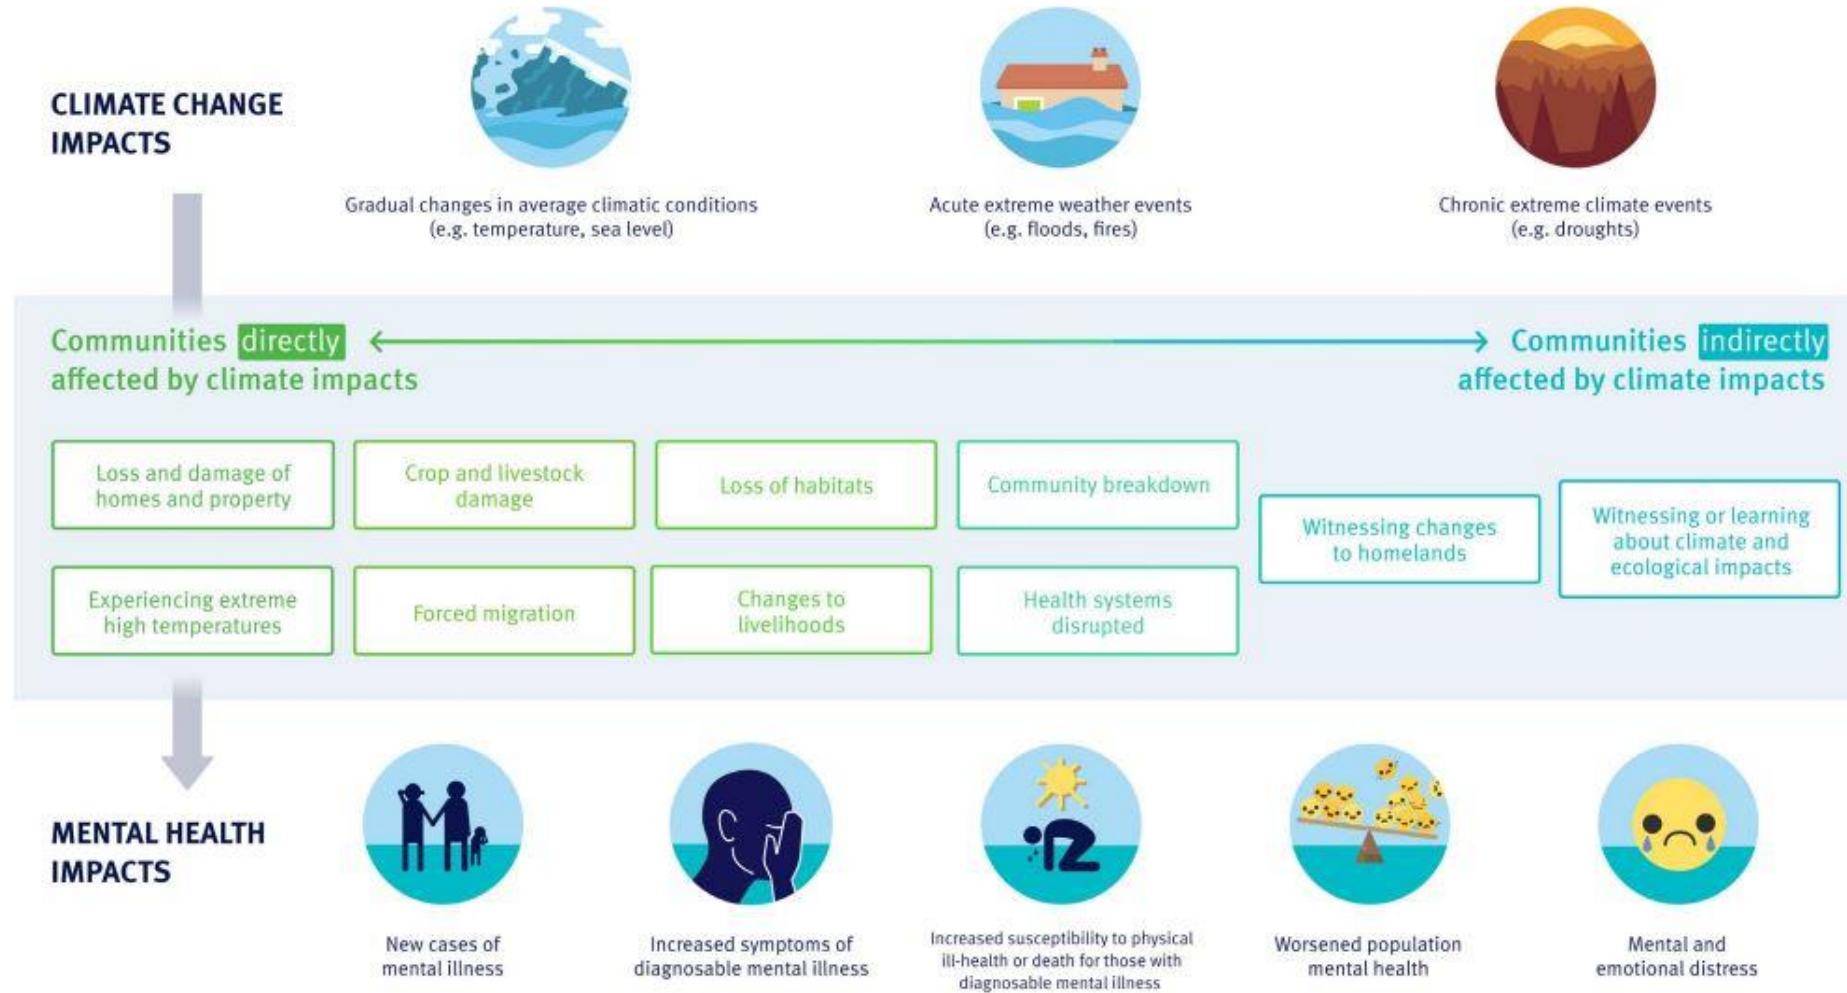 CLIMATE CHANGE
IMPACTS
Gradual changes in average climatic conditions
(e.g. temperature, sea level)
Acute extreme weather events
(e.g. floods, fires)
Chronic extreme climate events
(e.g. droughts)
Communities directly
affected by climate impacts
Communities indirectly
affected by climate impacts
Loss and damage of
homes and property
Crop and livestock
damage
Loss of habitats
Community breakdown
Witnessing changes
to homelands
Witnessing or learning
about climate and
ecological impacts
Experiencing extreme
high temperatures
Forced migration
Changes to
livelihoods
Health systems
disrupted
MENTAL HEALTH
IMPACTS
New cases of
mental illness
Increased symptoms of
diagnosable mental illness
Increased susceptibility to physical
ill-health or death for those with
diagnosable mental illness
Worsened population
mental health
Mental and
emotional distress